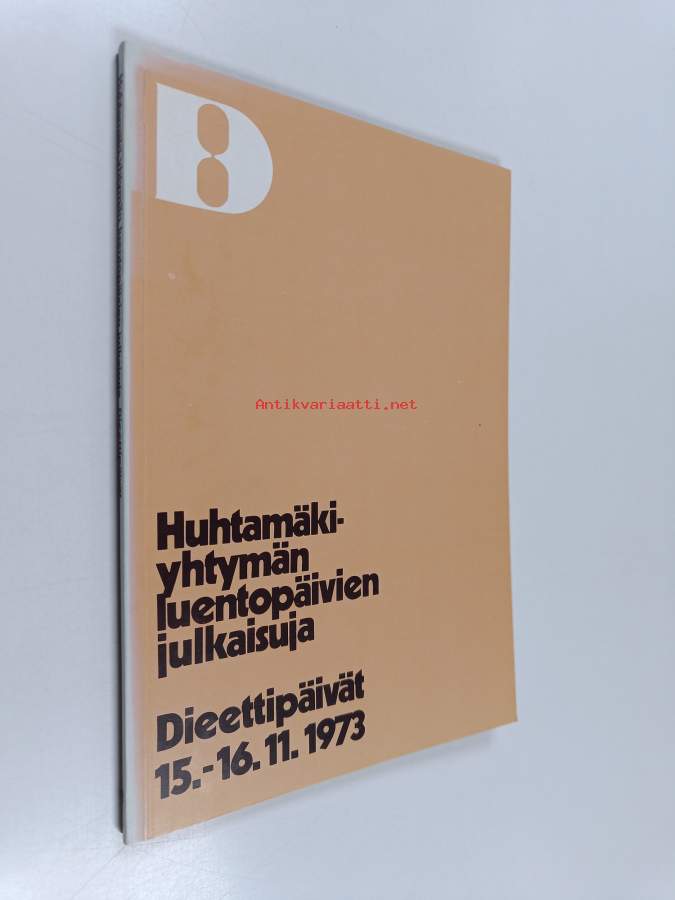 D
Antikvariaatti.net
Huhtamäki-
yhtymän
luentopäivien
julkaisuja
Dieettipäivät
15.-16.11.1973